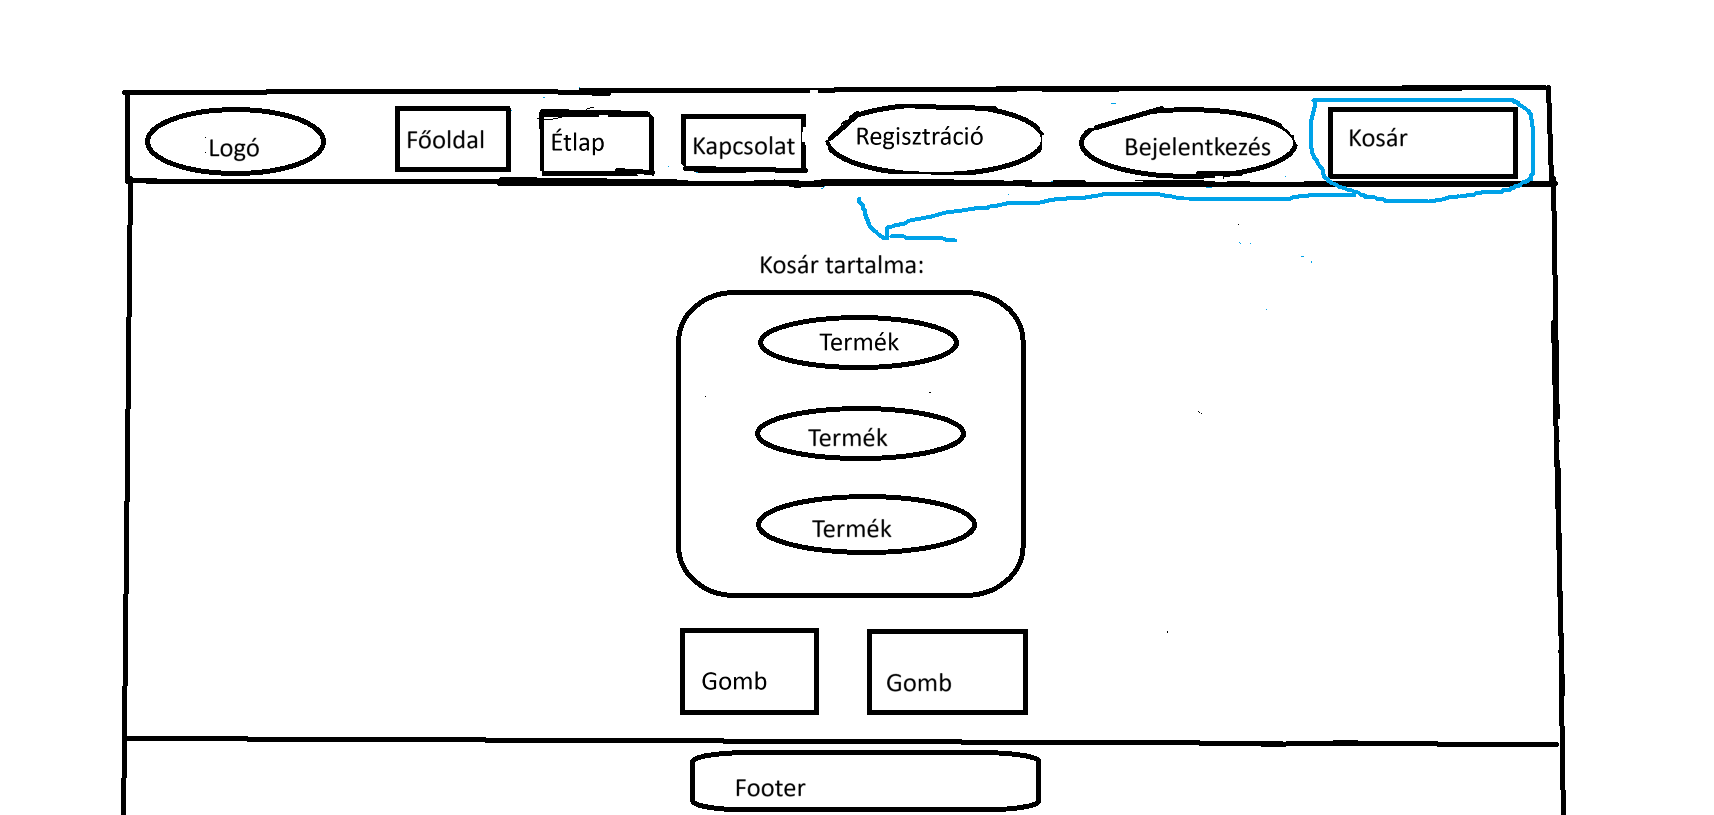 Logó
Főoldal
Étlap
Kapcsolat
Regisztráció
Bejelentkezés
Kosár
Kosár tartalma:
Termék
Termék
Termék
Gomb
Gomb
Footer